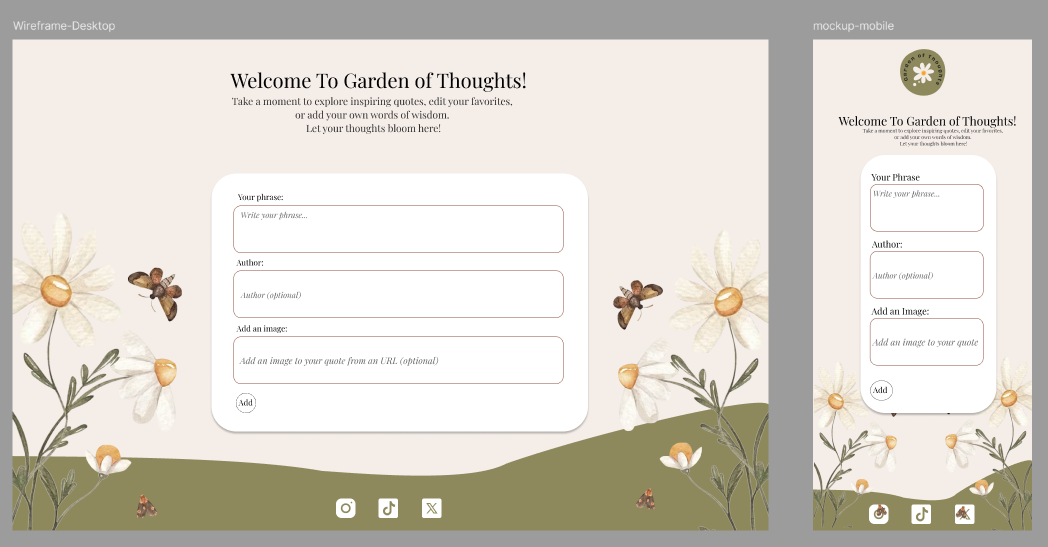 Wireframe-Desktop
Welcome To Garden of Thoughts!
Take a moment to explore inspiring quotes, edit your favorites,
or add your own words of wisdom.
Let your thoughts bloom here!
Your phrase:
Write your phrase...
Author:
Author (optional)
Add an image:
Add an image to your quote from an URL (optional)
Add
mockup-mobile
Garden of Thoughts
Welcome To Garden of Thoughts!
Take a moment to explore inspiring quotes, edit your favorites,
or add your own words of wisdom.
Let your thoughts bloom here!
Your Phrase
Write your phrase...
Author:
Author (optional)
Add an Image:
Add an image to your quote
Add